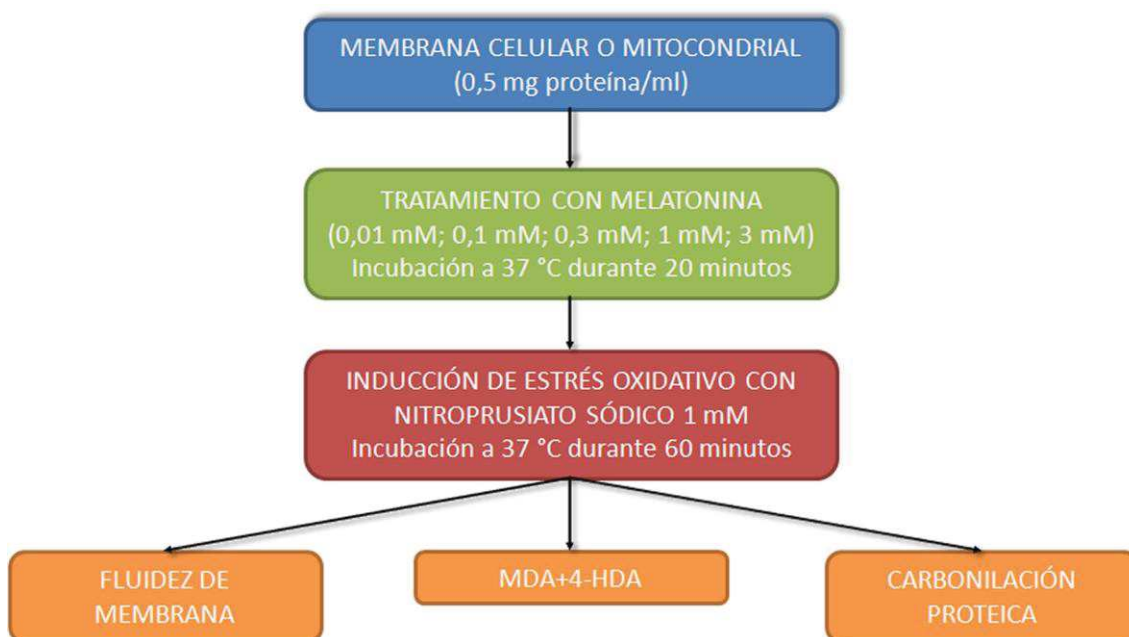 MEMBRANA CELULAR O MITOCONDRIAL
(0,5 mg proteína/ml)
TRATAMIENTO CON MELATONINA
(0,01 mM; 0,1 mM; 0,3 mM; 1 mM; 3 mM)
Incubación a 37 °C durante 20 minutos
INDUCCIÓN DE ESTRÉS OXIDATIVO CON
NITROPRUSIATO SÓDICO 1 mM
Incubación a 37 °C durante 60 minutos
FLUIDEZ DE
MEMBRANA
MDA+4-HDA
CARBONILACIÓN
PROTEICA